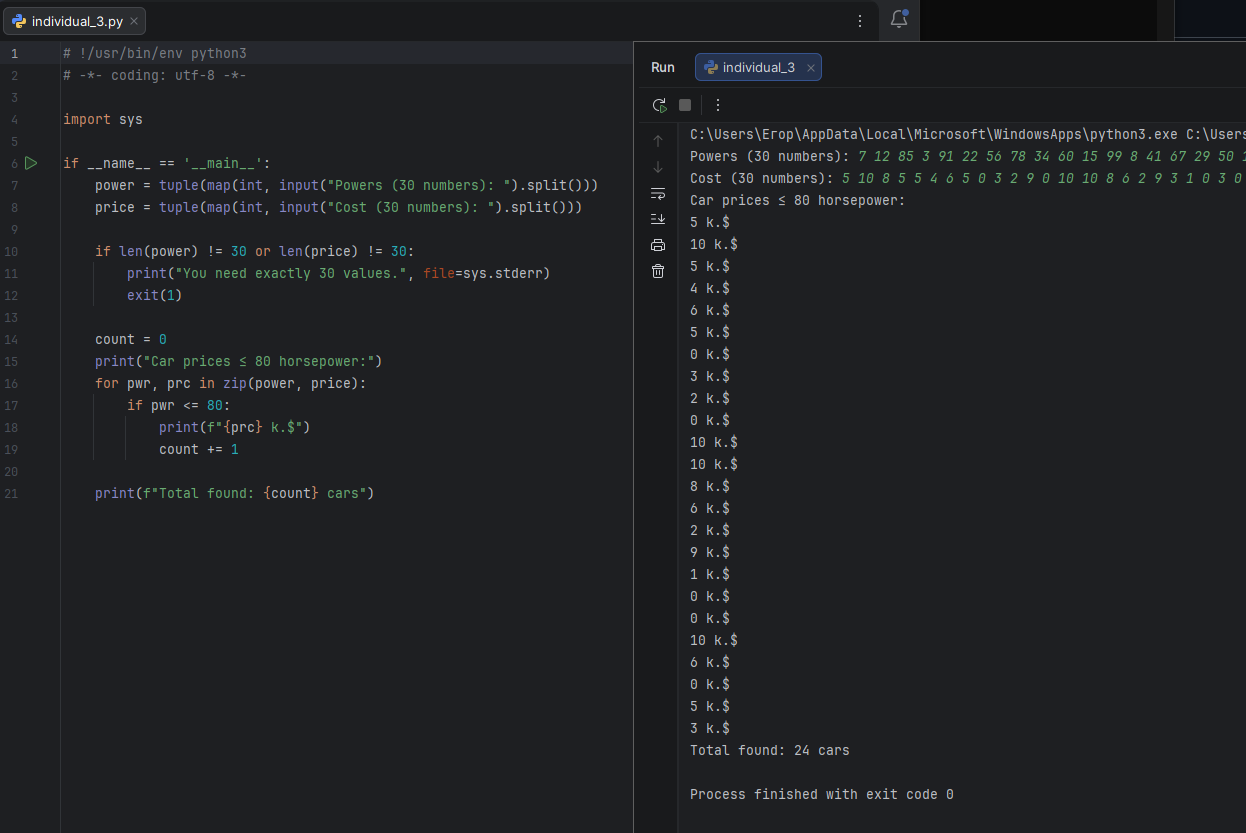 individual_3.py
1 # !/usr/bin/env python3
2 # -*- coding: utf-8 -*-
3
4 import sys
5
6 if __name__ == '__main__':
7 power = tuple(map(int, input("Powers (30 numbers): ").split()))
8 price = tuple(map(int, input("Cost (30 numbers): ").split()))
9
10 if len(power) != 30 or len(price) != 30:
11 print("You need exactly 30 values.", file=sys.stderr)
12 exit(1)
13
14 count = 0
15 print("Car prices ≤ 80 horsepower:")
16 for pwr, prc in zip(power, price):
17 if pwr <= 80:
18 print(f"{prc} k.$")
19 count += 1
20
21 print(f"Total found: {count} cars")
Run individual_3
C:\Users\Erop\AppData\Local\Microsoft\WindowsApps\python3.exe C:\Users
Powers (30 numbers): 7 12 85 3 91 22 56 78 34 60 15 99 8 41 67 29 50
Cost (30 numbers): 5 10 8 5 5 4 6 5 0 3 2 9 0 10 10 8 6 2 9 3 1 0 3 0
Car prices ≤ 80 horsepower:
5 k.$
10 k.$
5 k.$
4 k.$
6 k.$
5 k.$
0 k.$
3 k.$
2 k.$
0 k.$
10 k.$
10 k.$
8 k.$
6 k.$
2 k.$
9 k.$
1 k.$
0 k.$
0 k.$
10 k.$
6 k.$
0 k.$
5 k.$
3 k.$
Total found: 24 cars
Process finished with exit code 0